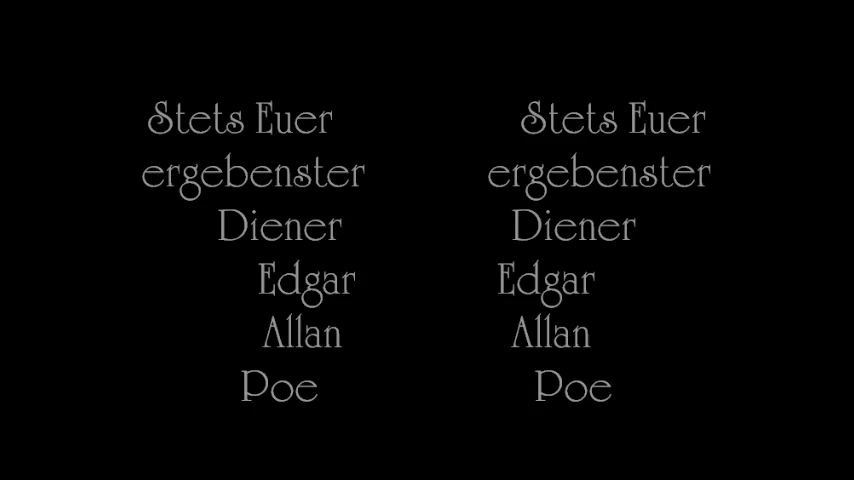 Stets Euer
ergebenster
Diener
Edgar
Allan
Poe
Stets Euer
ergebenster
Diener
Edgar
Allan
Poe